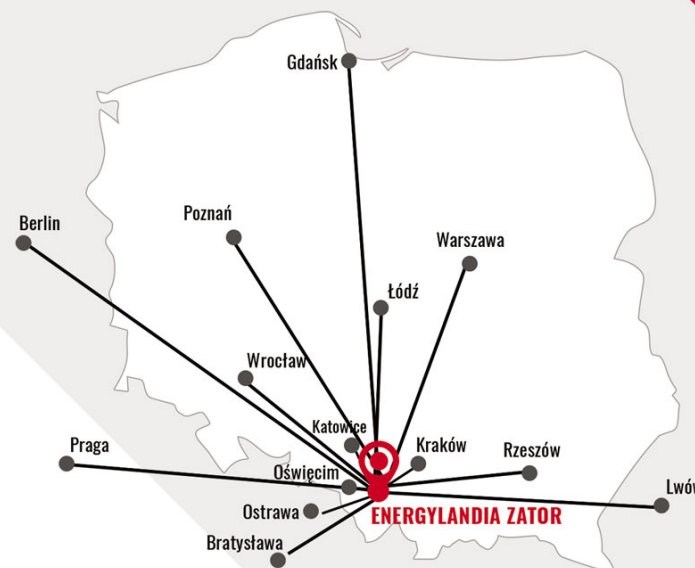 Gdańsk
Poznań
Berlin
Warszawa
Łódź
Wrocław
Katowice
Praga
Kraków
Rzeszów
Oświęcim
Lwów
Ostrawa
ENERGYLANDIA ZATOR
Bratysława